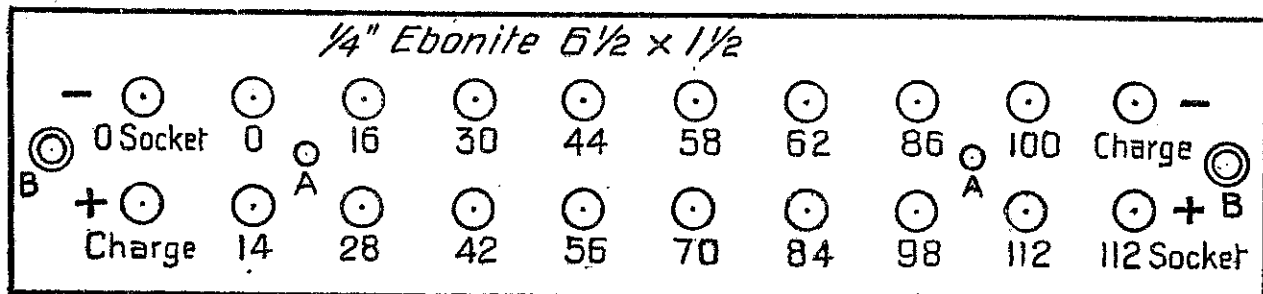 ¼" Ebonite 6½ x 1½
−          −
0 Socket 0 16 30 44 58 62 86 100 Charge
B A A B
+          +
Charge 14 28 42 56 70 84 98 112 112 Socket